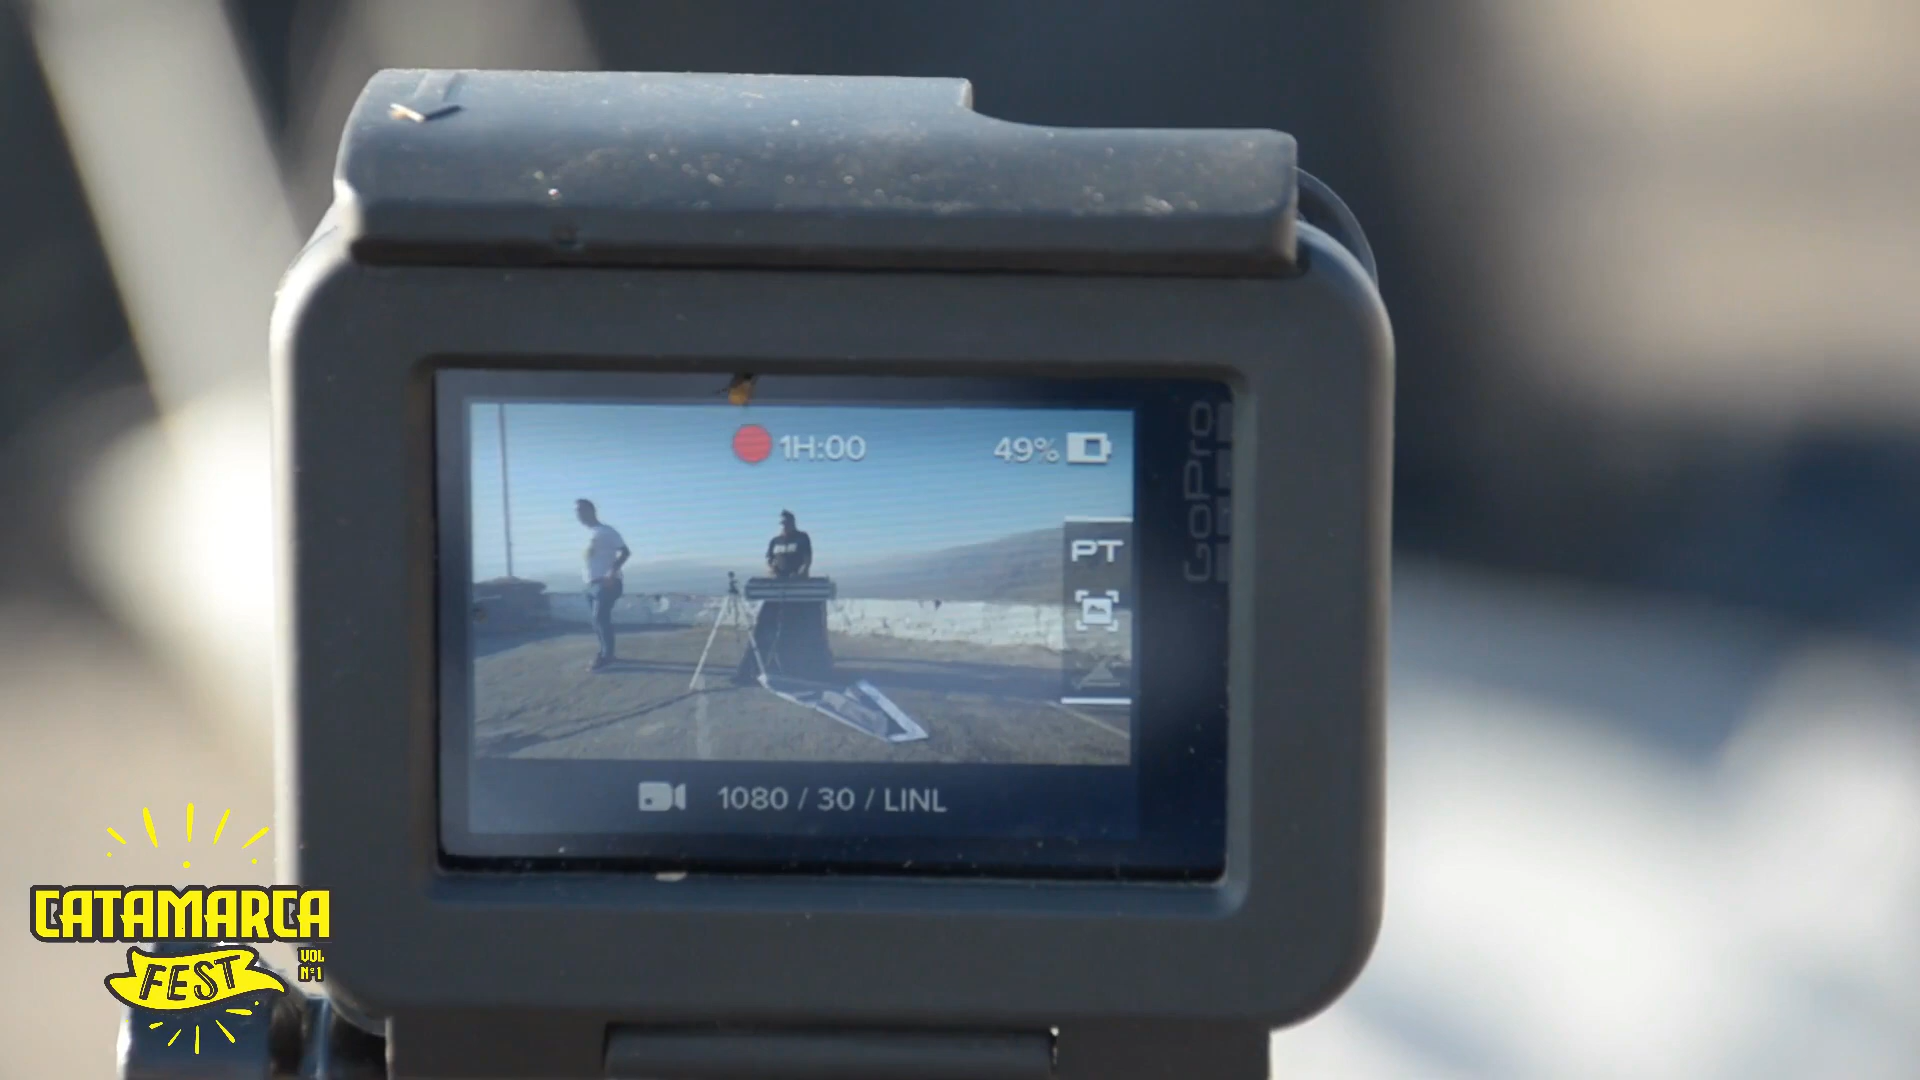 1H:00
49%
GoPro
PT
1080 / 30 / LINL
CATAMARCA
FEST
VOL
Nº1